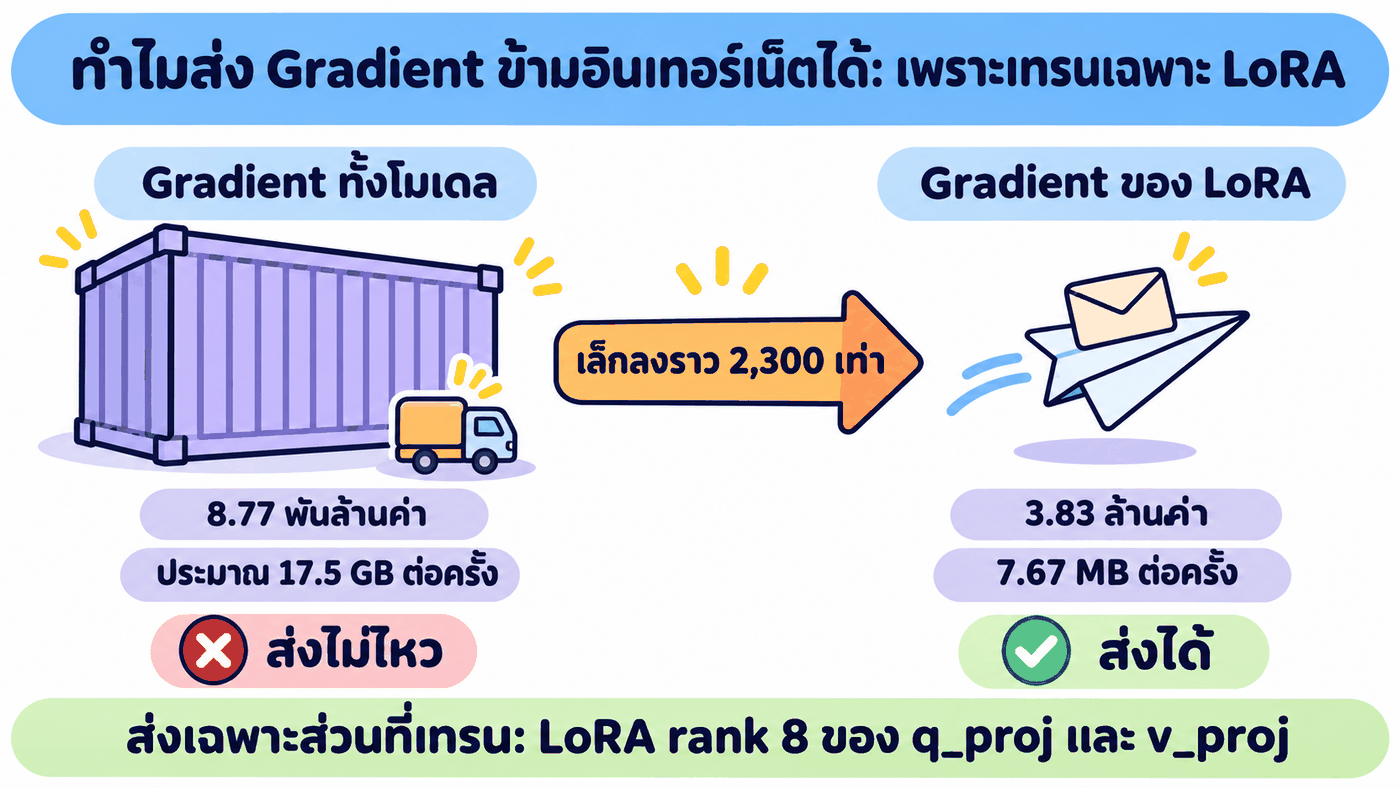 ทำไมส่ง Gradient ข้ามอินเทอร์เน็ตได้: เพราะเทรนเฉพาะ LoRA
Gradient ทั้งโมเดล
Gradient ของ LoRA
เล็กลงราว 2,300 เท่า
8.77 พันล้านค่า
ประมาณ 17.5 GB ต่อครั้ง
ส่งไม่ไหว
3.83 ล้านค่า
7.67 MB ต่อครั้ง
ส่งได้
ส่งเฉพาะส่วนที่เทรน: LoRA rank 8 ของ q_proj และ v_proj